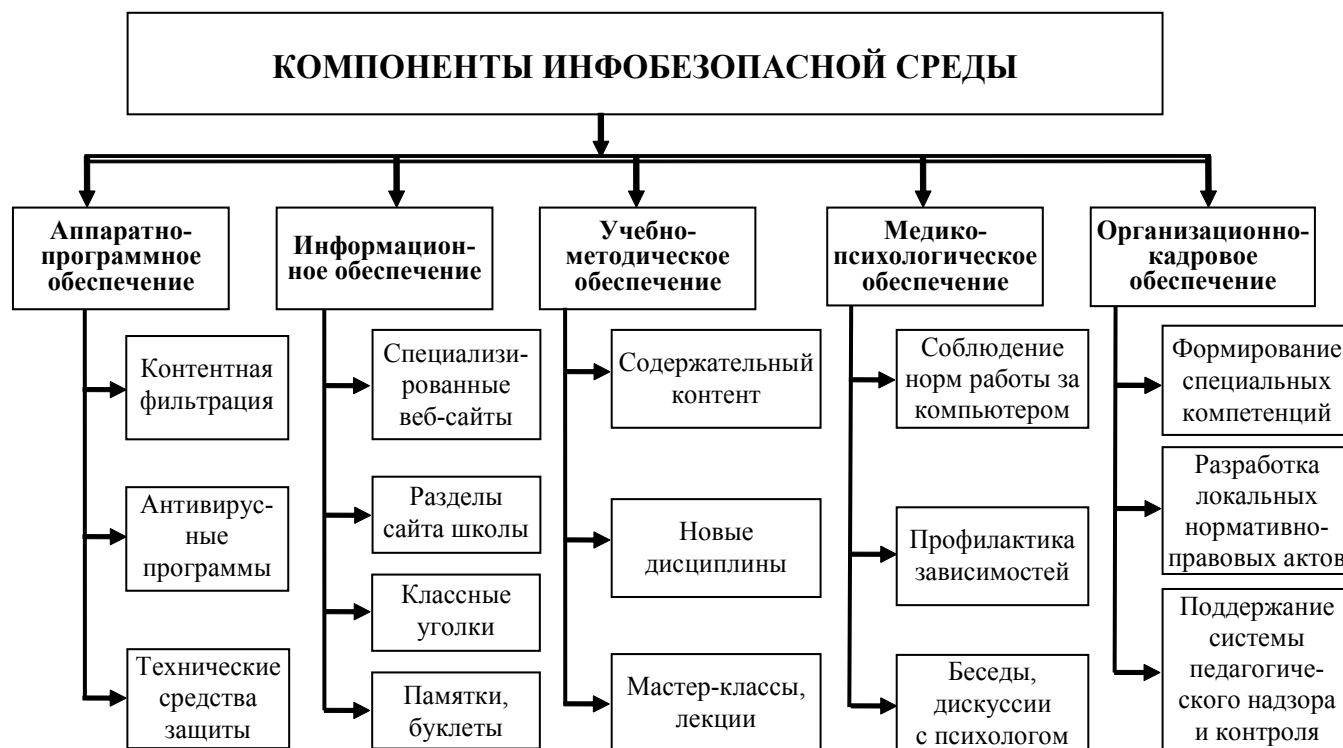 КОМПОНЕНТЫ ИНФОБЕЗОПАСНОЙ СРЕДЫ
Аппаратно-
программное
обеспечение
Контентная
фильтрация
Антивирус-
ные
программы
Технические
средства
защиты
Информацион-
ное обеспечение
Специализи-
рованные
веб-сайты
Разделы
сайта школы
Классные
уголки
Памятки,
буклеты
Учебно-
методическое
обеспечение
Содержательный
контент
Новые
дисциплины
Мастер-классы,
лекции
Медико-
психологическое
обеспечение
Соблюдение
норм работы за
компьютером
Профилактика
зависимостей
Беседы,
дискуссии
с психологом
Организационно-
кадровое
обеспечение
Формирование
специальных
компетенций
Разработка
локальных
нормативно-
правовых актов
Поддержание
системы
педагогиче-
ского надзора
и контроля